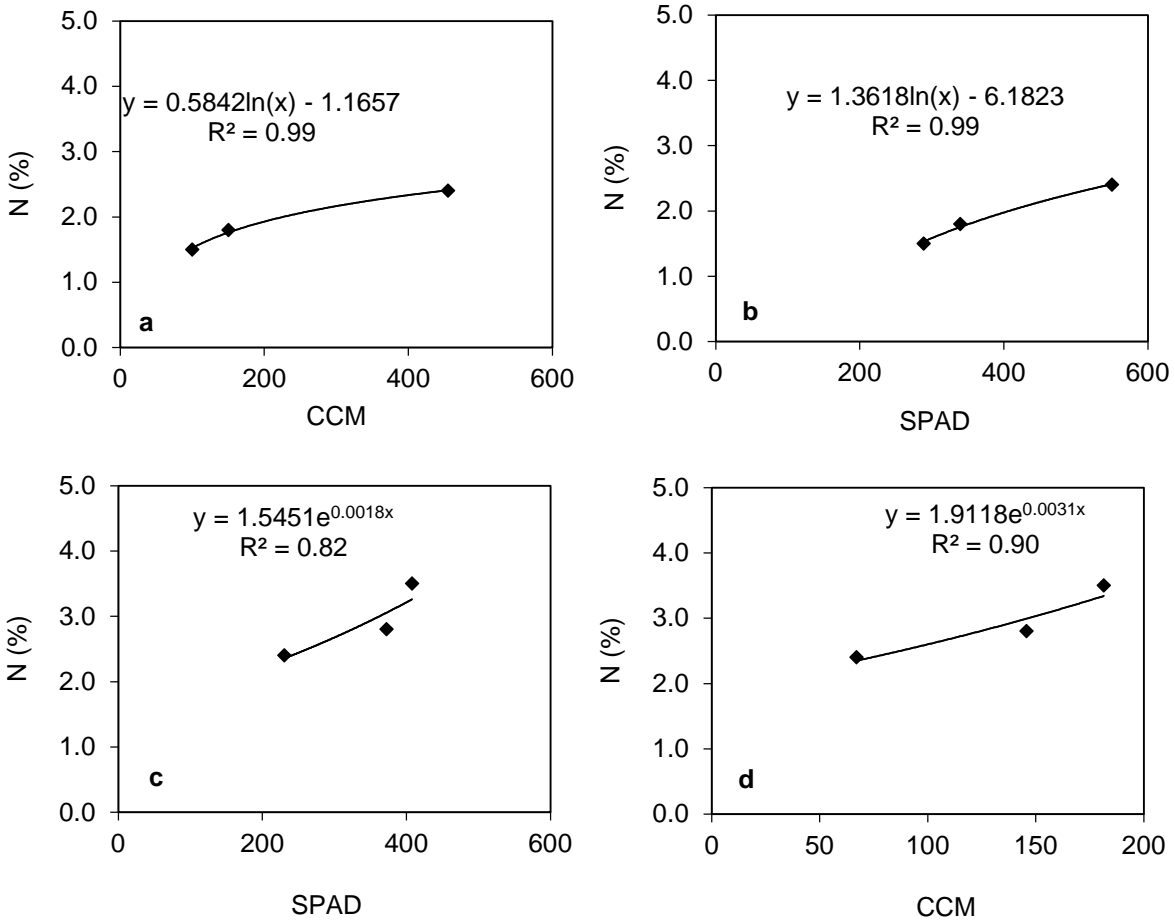 5.0
4.0
3.0
2.0
1.0
0.0
N (%)
y = 0.5842ln(x) - 1.1657
R² = 0.99
a
0 200 400 600
CCM
5.0
4.0
3.0
2.0
1.0
0.0
N (%)
y = 1.3618ln(x) - 6.1823
R² = 0.99
b
0 200 400 600
SPAD
5.0
4.0
3.0
2.0
1.0
0.0
N (%)
y = 1.5451e^0.0018x
R² = 0.82
c
0 200 400 600
SPAD
5.0
4.0
3.0
2.0
1.0
0.0
N (%)
y = 1.9118e^0.0031x
R² = 0.90
d
0 50 100 150 200
CCM